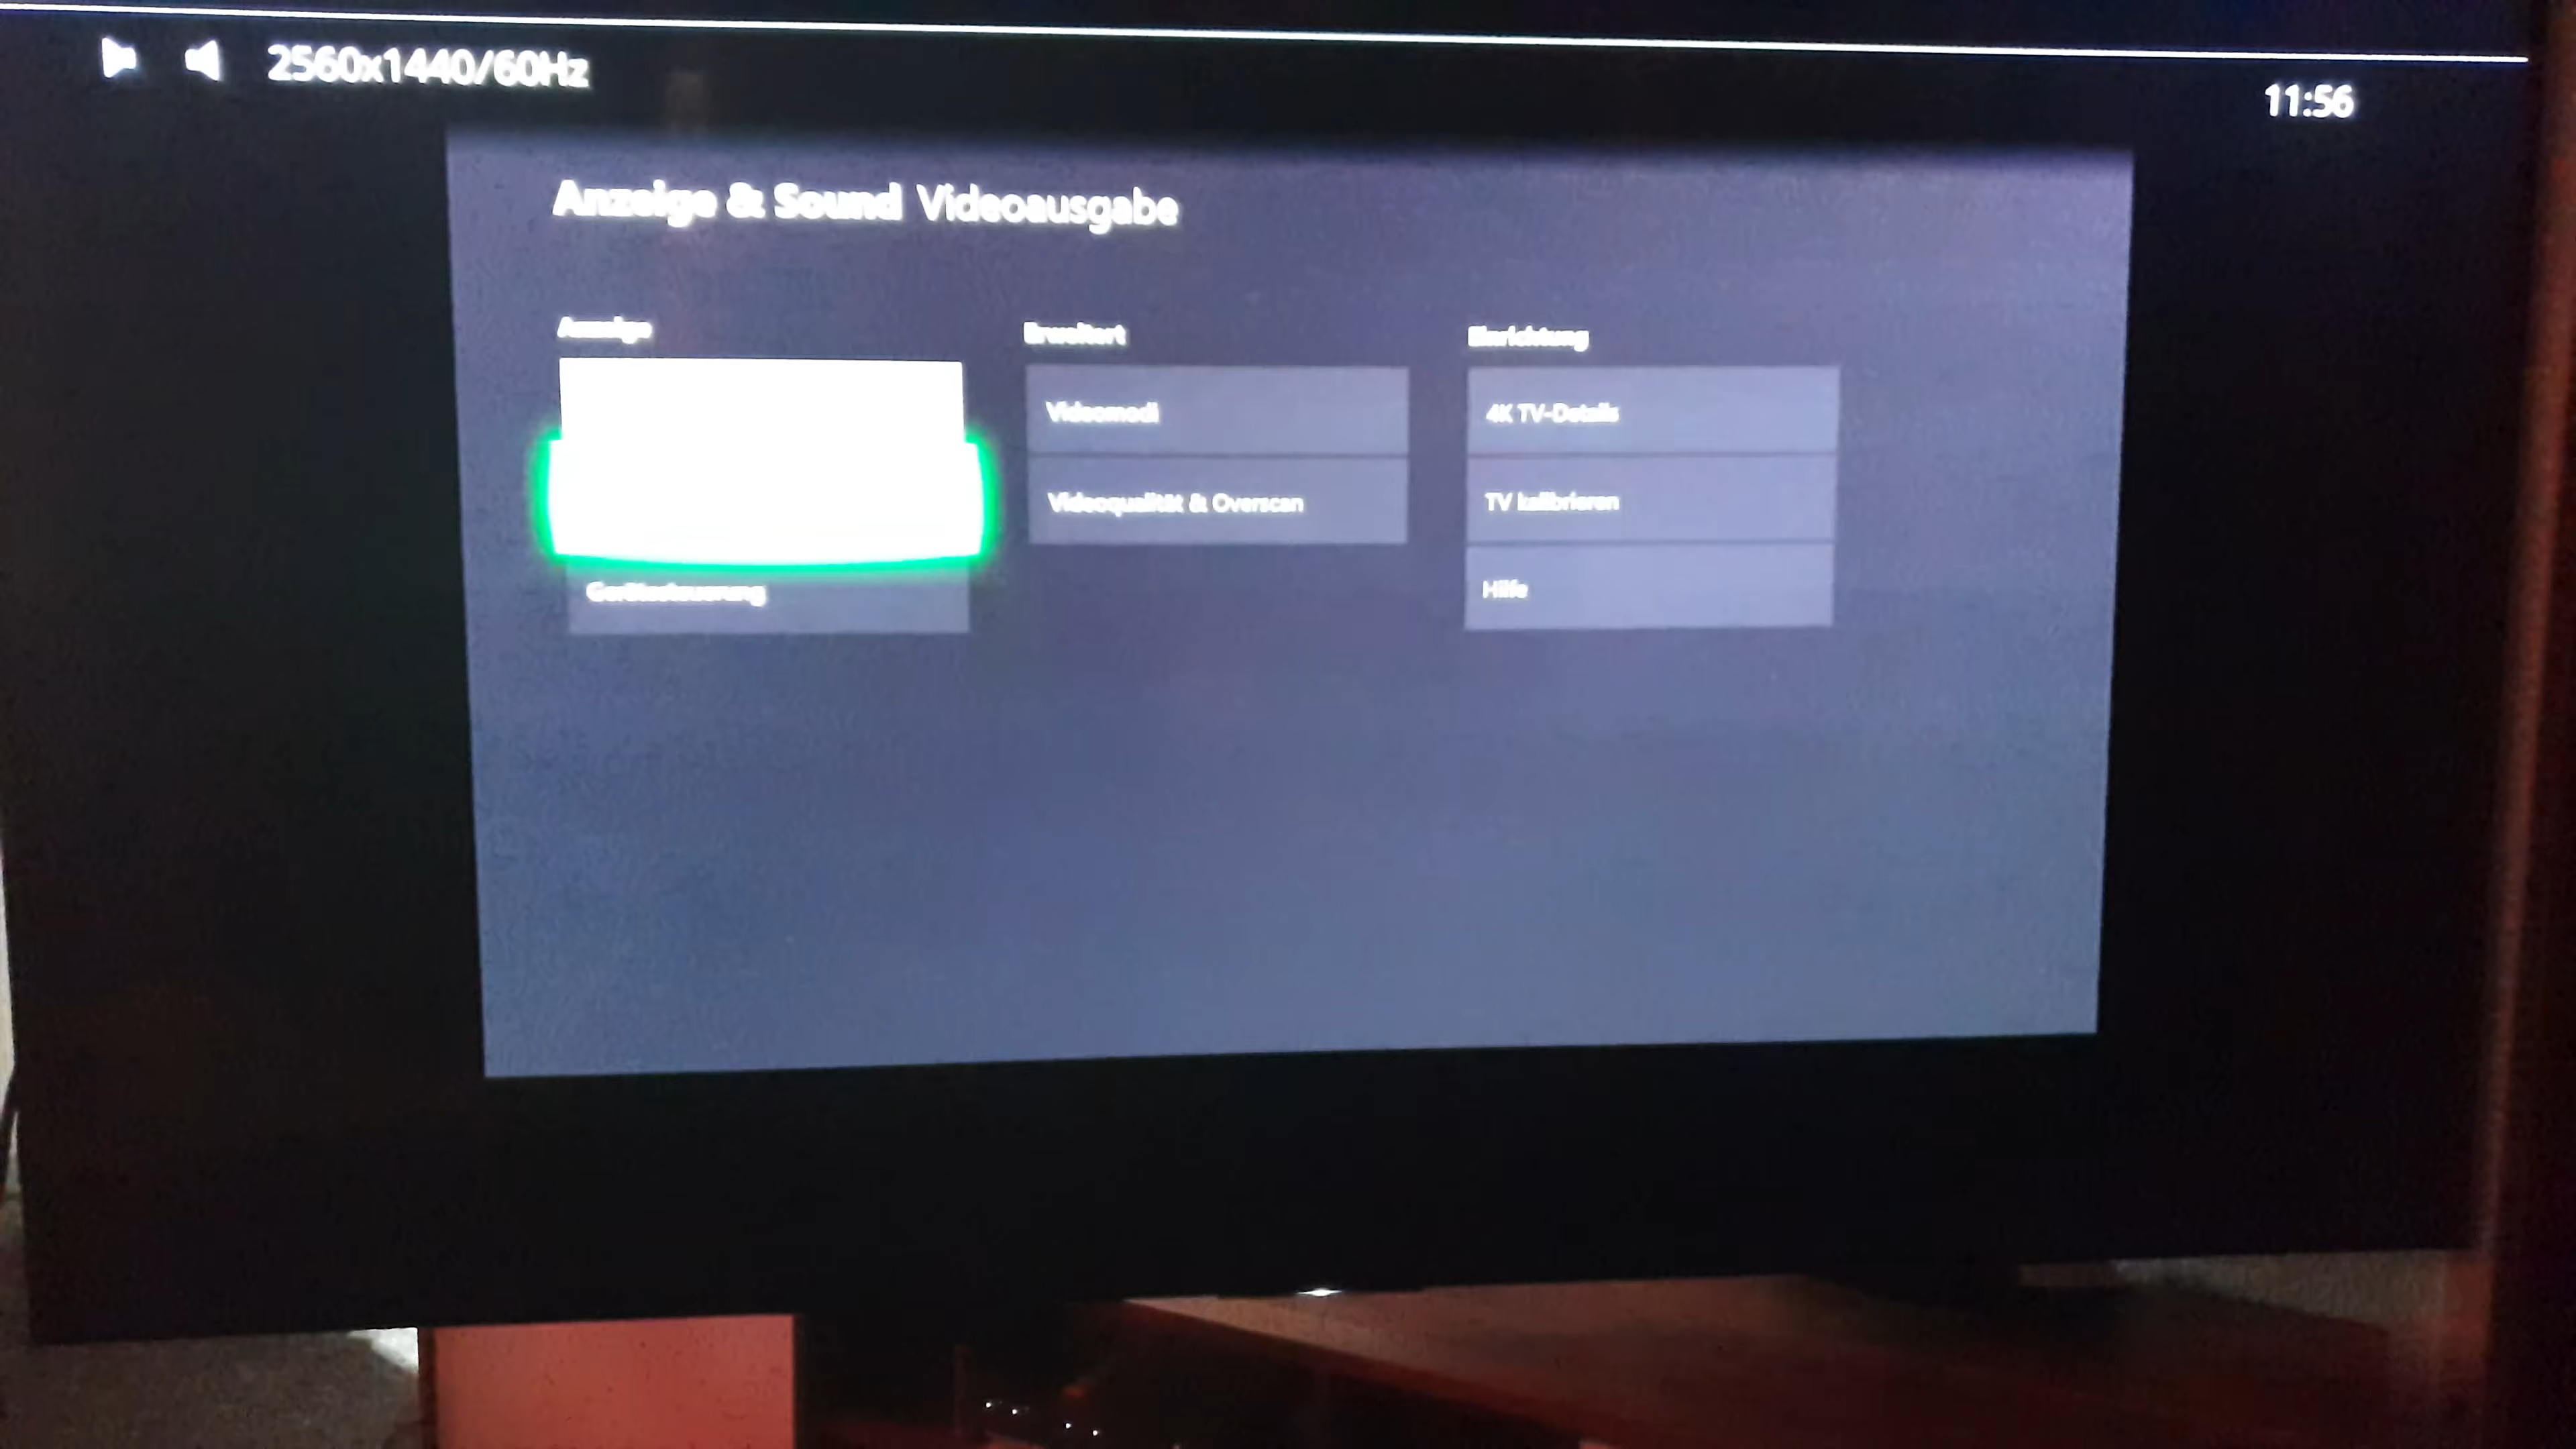 2560x1440/60Hz
11:56
Anzeige & Sound Videoausgabe
Anzeige
Gerätesteuerung
Erweitert
Videomodi
Videoqualität & Overscan
Einrichtung
4K TV-Details
TV kalibrieren
Hilfe